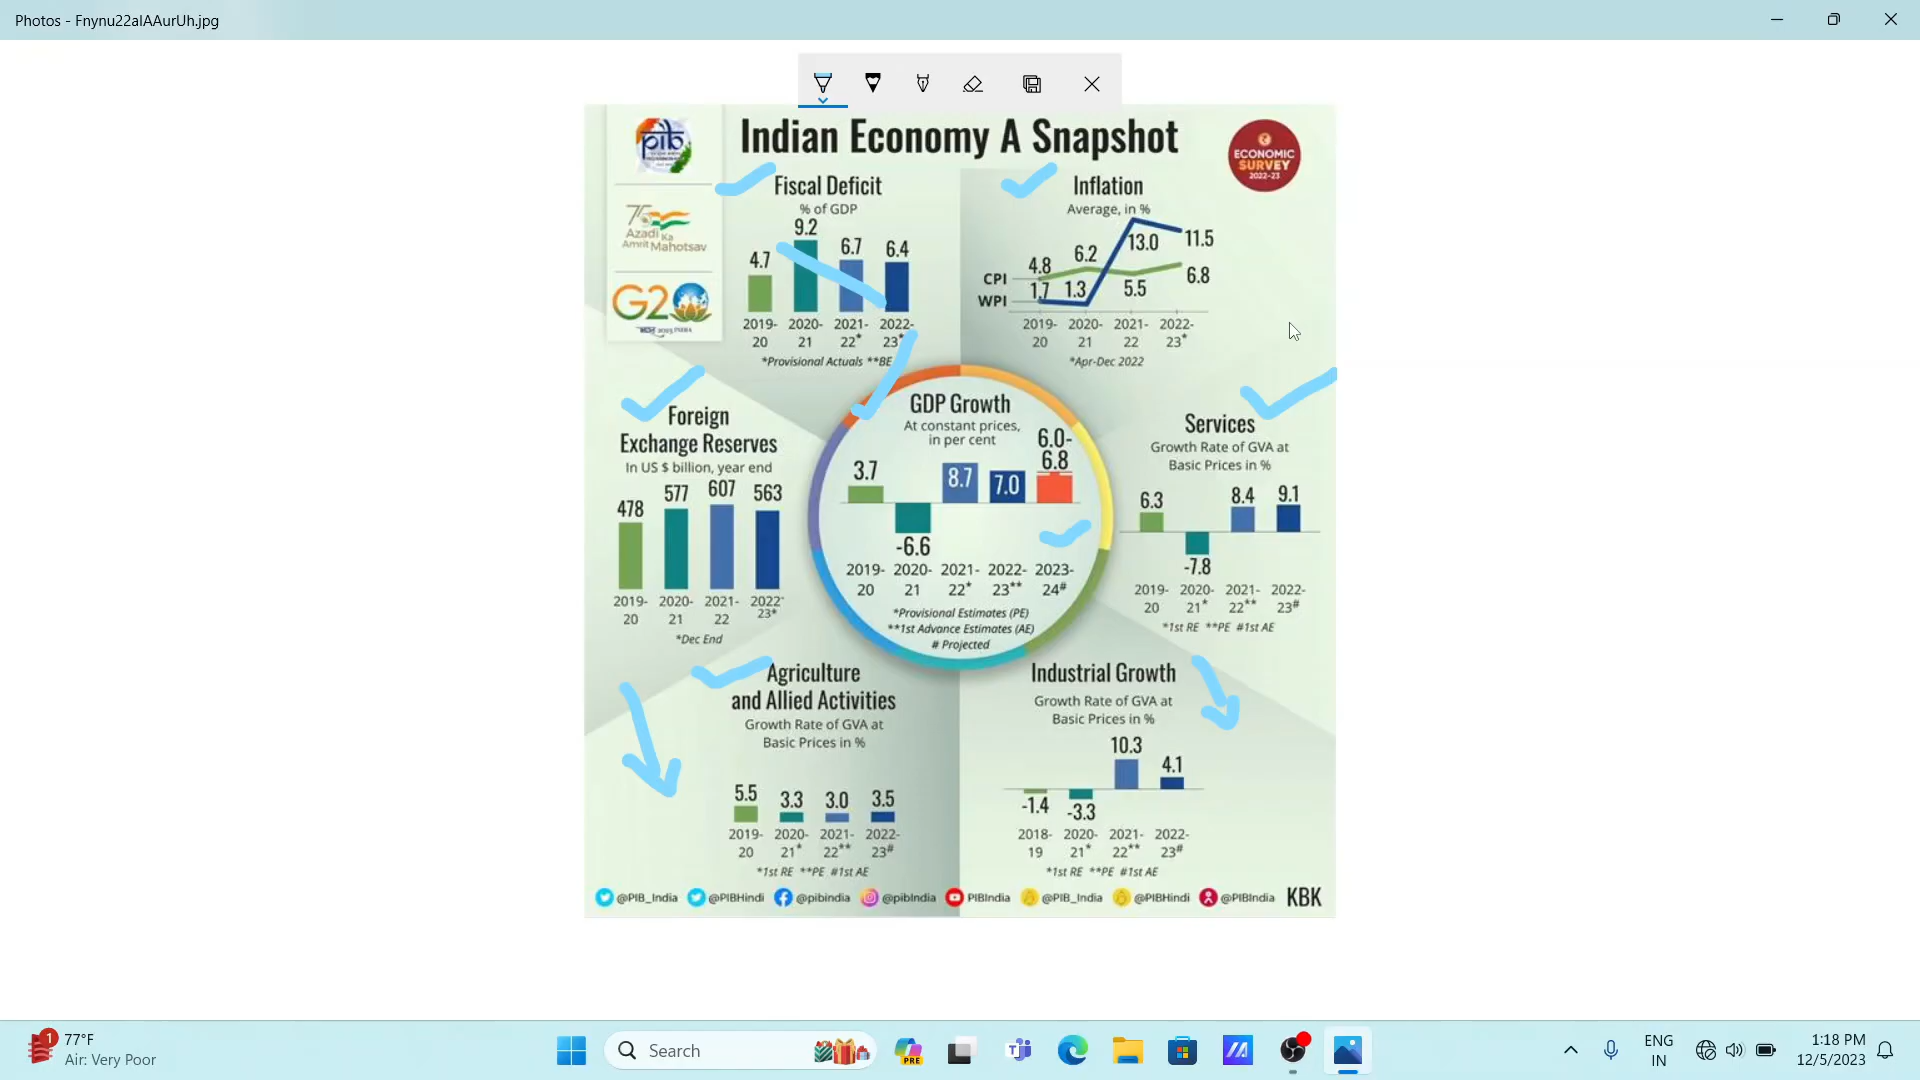 Photos - Fnynu22aIAAurUh.jpg
Indian Economy A Snapshot
pib
75
Azadi Ka
Amrit Mahotsav
G20
2023 INDIA
ECONOMIC
SURVEY
2022-23
Fiscal Deficit
% of GDP
4.7 9.2 6.7 6.4
2019- 2020- 2021- 2022-
20 21 22* 23*
*Provisional Actuals **BE
Inflation
Average, in %
CPI 4.8 6.2 5.5 6.8
WPI 1.7 1.3 13.0 11.5
2019- 2020- 2021- 2022-
20 21 22 23*
*Apr-Dec 2022
Foreign
Exchange Reserves
In US $ billion, year end
478 577 607 563
2019- 2020- 2021- 2022-
20 21 22 23*
*Dec End
GDP Growth
At constant prices,
in per cent
3.7 -6.6 8.7 7.0 6.0-
6.8
2019- 2020- 2021- 2022- 2023-
20 21 22* 23** 24#
*Provisional Estimates (PE)
**1st Advance Estimates (AE)
# Projected
Services
Growth Rate of GVA at
Basic Prices in %
6.3 -7.8 8.4 9.1
2019- 2020- 2021- 2022-
20 21* 22** 23#
*1st RE **PE #1st AE
Agriculture
and Allied Activities
Growth Rate of GVA at
Basic Prices in %
5.5 3.3 3.0 3.5
2019- 2020- 2021- 2022-
20 21* 22** 23#
*1st RE **PE #1st AE
Industrial Growth
Growth Rate of GVA at
Basic Prices in %
-1.4 -3.3 10.3 4.1
2018- 2020- 2021- 2022-
19 21* 22** 23#
*1st RE **PE #1st AE
@PIB_India @PIBHindi @pibindia @pibIndia PIBIndia @PIB_India @PIBHindi @PIBIndia KBK
1
77°F
Air: Very Poor
Search
PRE
ENG
IN
1:18 PM
12/5/2023